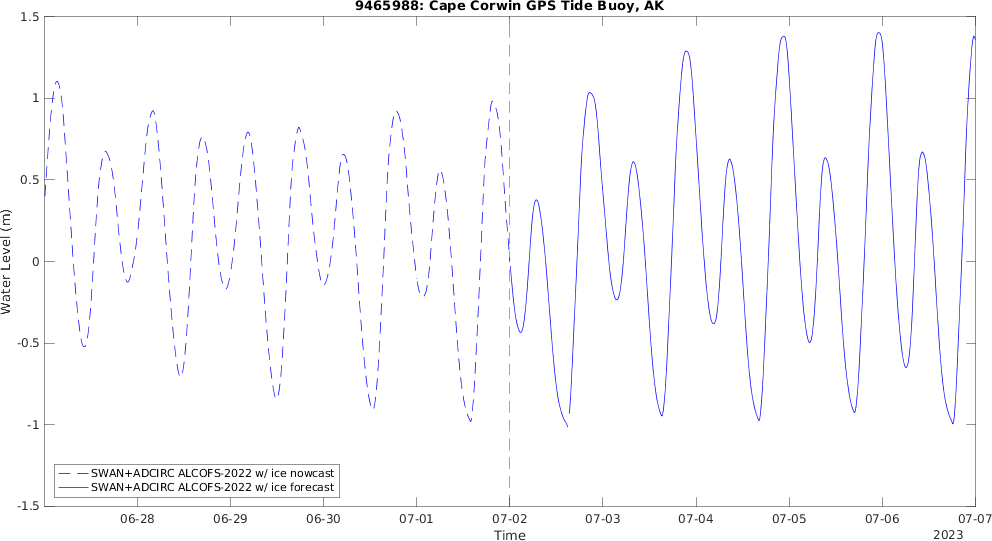 9465988: Cape Corwin GPS Tide Buoy, AK
1.5
1
0.5
0
-0.5
-1
-1.5
Water Level (m)
SWAN+ADCIRC ALCOFS-2022 w/ ice nowcast
SWAN+ADCIRC ALCOFS-2022 w/ ice forecast
06-28 06-29 06-30 07-01 07-02 07-03 07-04 07-05 07-06 07-07
Time
2023